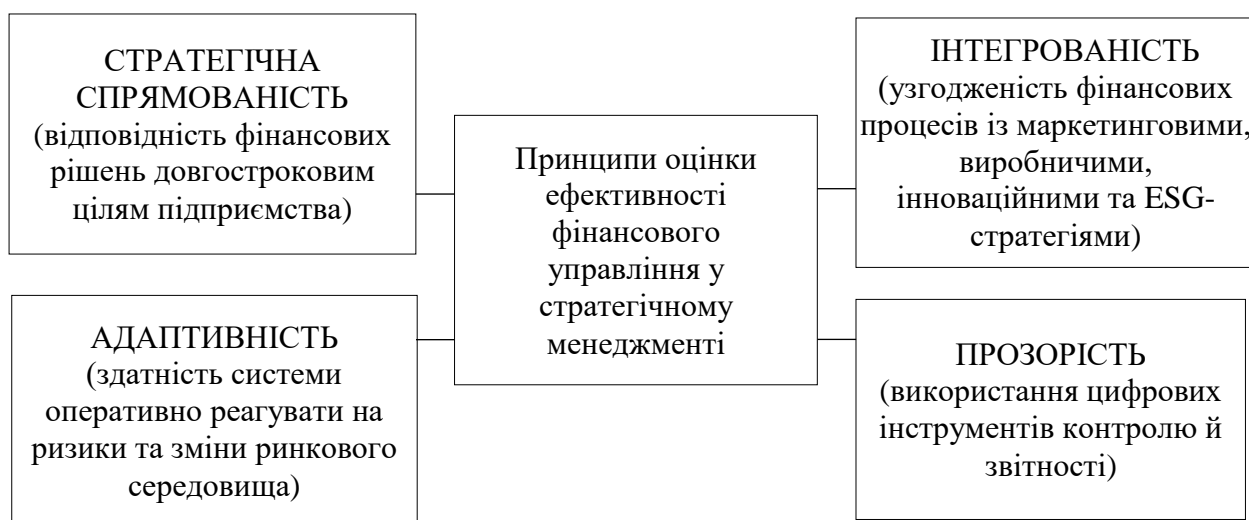 СТРАТЕГІЧНА
СПРЯМОВАНІСТЬ
(відповідність фінансових
рішень довгостроковим
цілям підприємства)
АДАПТИВНІСТЬ
(здатність системи
оперативно реагувати на
ризики та зміни ринкового
середовища)
Принципи оцінки
ефективності
фінансового
управління у
стратегічному
менеджменті
ІНТЕГРОВАНІСТЬ
(узгодженість фінансових
процесів із маркетинговими,
виробничими,
інноваційними та ESG-
стратегіями)
ПРОЗОРІСТЬ
(використання цифрових
інструментів контролю й
звітності)